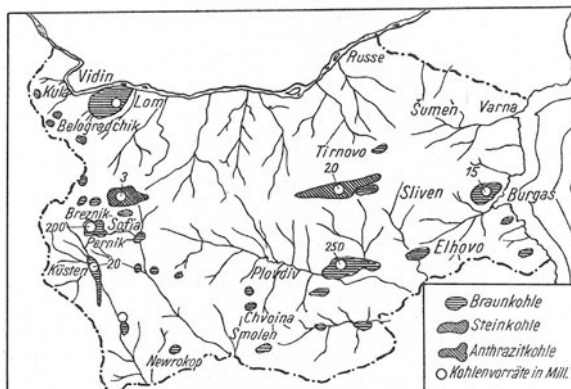 Russe
Vidin
Kula
Lom
Šumen
Varna
Belogradchik
Tirnovo
3
20
15
Sliven
Burgas
Breznik
Sofia
200
Pernik
Elhovo
250
20
Küsten
Plovdiv
Chvoina
Smoleh
Newrokop
Braunkohle
Steinkohle
Anthrazitkohle
Kohlenvorräte in Mill.